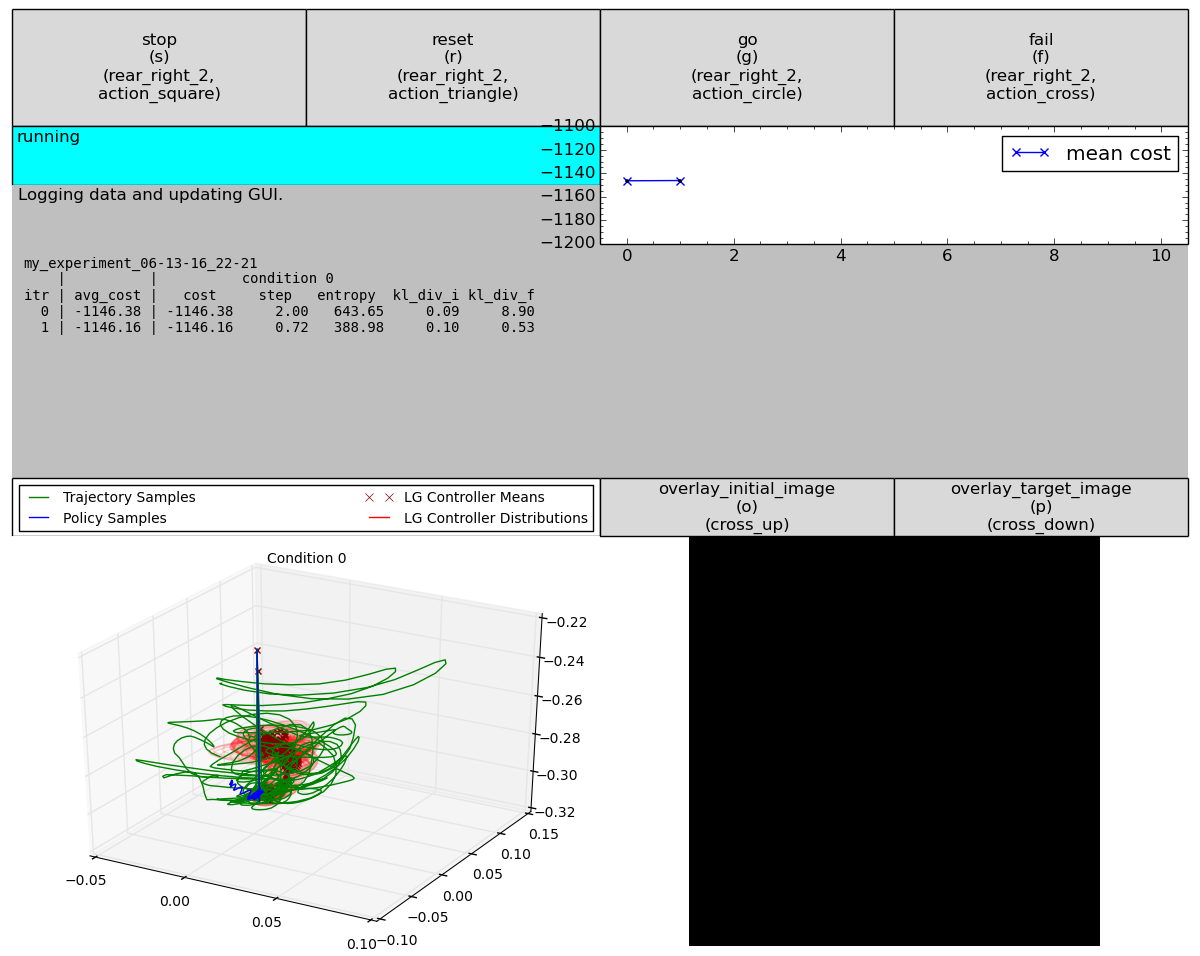 stop
(s)
(rear_right_2,
action_square)
reset
(r)
(rear_right_2,
action_triangle)
go
(g)
(rear_right_2,
action_circle)
fail
(f)
(rear_right_2,
action_cross)
running
−1100
−1120
−1140
−1160
−1180
−1200
mean cost
0 2 4 6 8 10
Logging data and updating GUI.
my_experiment_06-13-16_22-21
| | condition 0
itr | avg_cost | cost step entropy kl_div_i kl_div_f
0 | -1146.38 | -1146.38 2.00 643.65 0.09 8.90
1 | -1146.16 | -1146.16 0.72 388.98 0.10 0.53
Trajectory Samples
Policy Samples
LG Controller Means
LG Controller Distributions
overlay_initial_image
(o)
(cross_up)
overlay_target_image
(p)
(cross_down)
Condition 0
−0.22
−0.24
−0.26
−0.28
−0.30
−0.32
0.15
0.10
0.05
0.00
−0.05
−0.10
−0.05
0.00
0.05
0.10